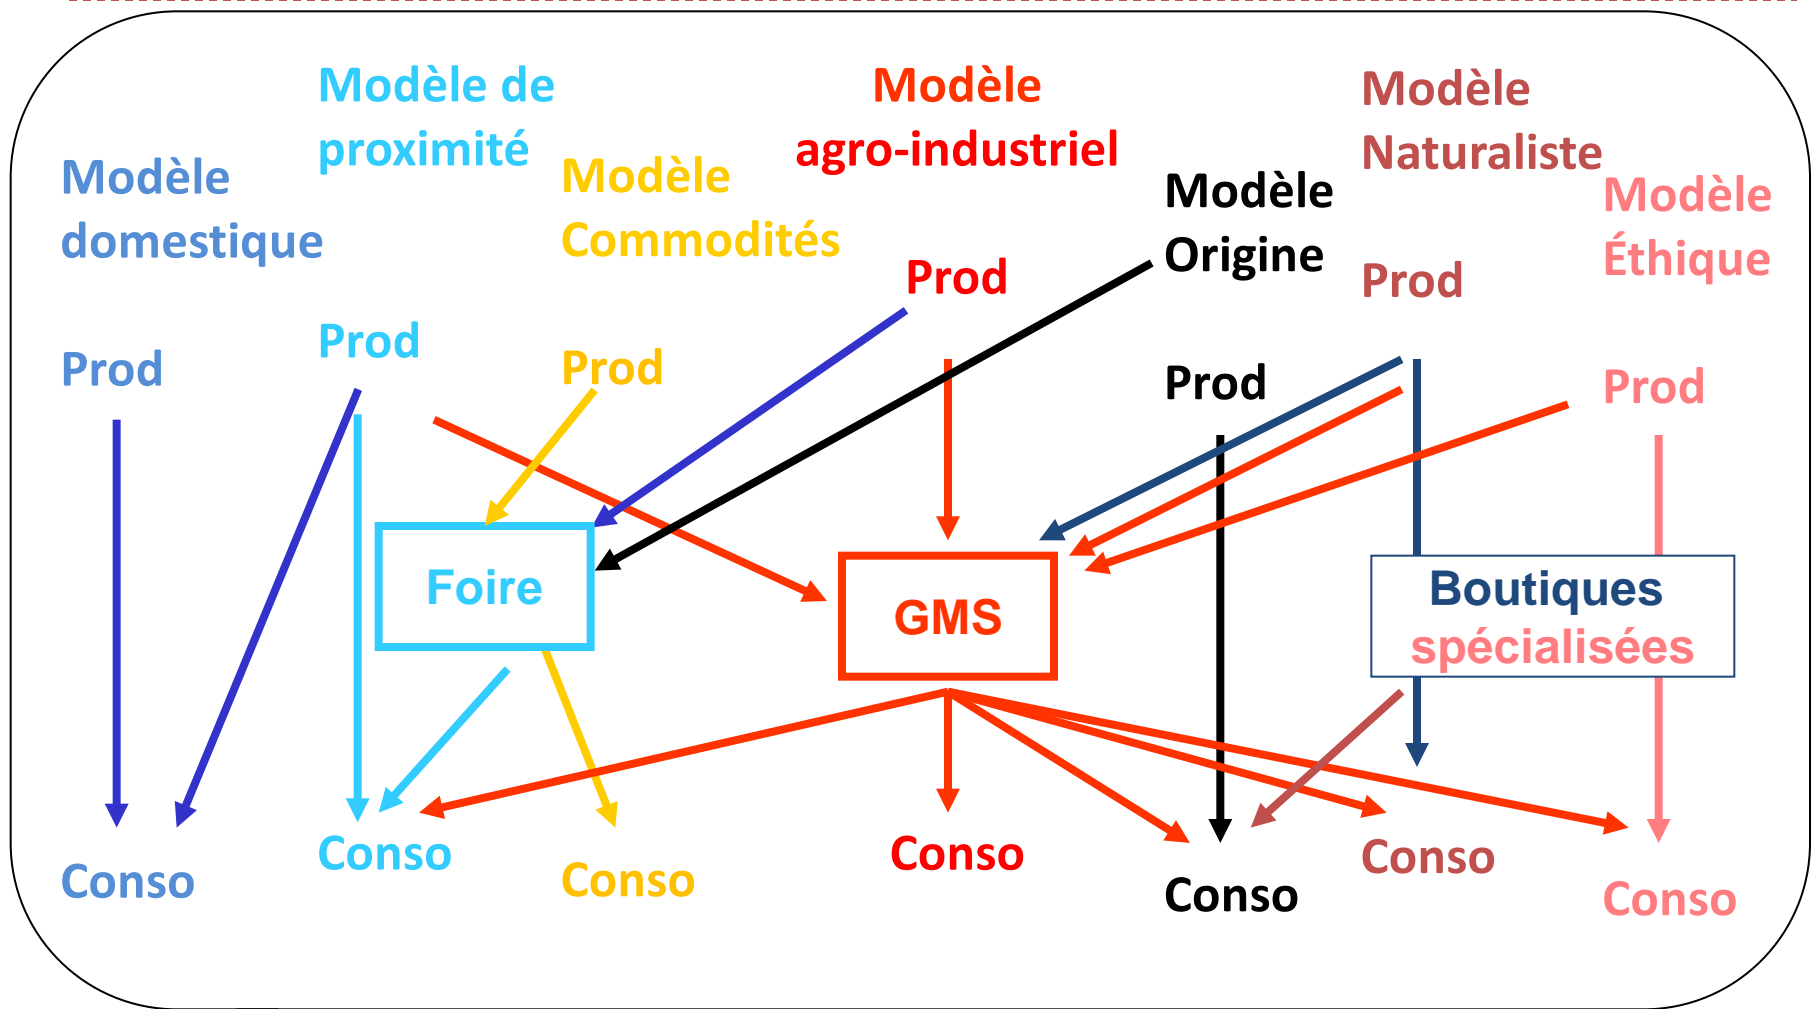 Modèle
domestique
Prod
Conso
Modèle de
proximité
Prod
Conso
Modèle
Commodités
Prod
Conso
Modèle
agro-industriel
Prod
Conso
Modèle
Origine
Prod
Conso
Modèle
Naturaliste
Prod
Conso
Modèle
Éthique
Prod
Conso
Foire
GMS
Boutiques
spécialisées